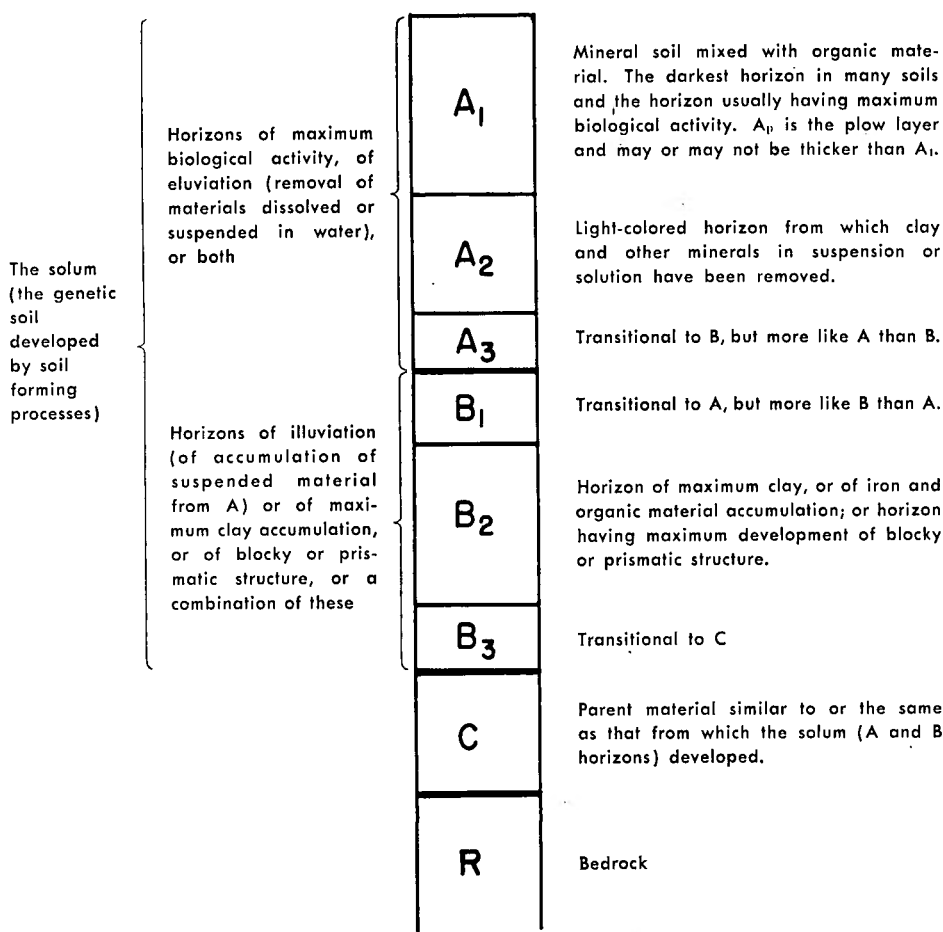 The solum
(the genetic
soil
developed
by soil
forming
processes)
Horizons of maximum
biological activity, of
eluviation (removal of
materials dissolved or
suspended in water),
or both
Horizons of illuviation
(of accumulation of
suspended material
from A) or of maxi-
mum clay accumulation,
or of blocky or pris-
matic structure, or a
combination of these
A₁
Mineral soil mixed with organic mate-
rial. The darkest horizon in many soils
and the horizon usually having maximum
biological activity. Aₚ is the plow layer
and may or may not be thicker than A₁.
A₂
Light-colored horizon from which clay
and other minerals in suspension or
solution have been removed.
A₃
Transitional to B, but more like A than B.
B₁
Transitional to A, but more like B than A.
B₂
Horizon of maximum clay, or of iron and
organic material accumulation; or horizon
having maximum development of blocky
or prismatic structure.
B₃
Transitional to C
C
Parent material similar to or the same
as that from which the solum (A and B
horizons) developed.
R
Bedrock